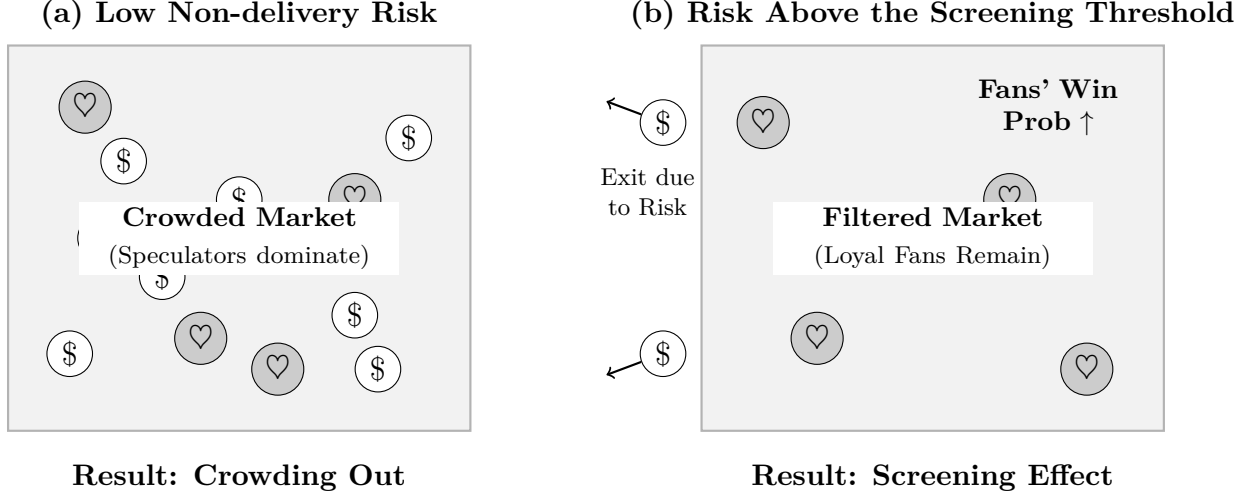 (a) Low Non-delivery Risk
♡
$
$
$
♡
Crowded Market
(Speculators dominate)
$
$
♡
$
♡
$
Result: Crowding Out
(b) Risk Above the Screening Threshold
$
Exit due
to Risk
$
♡
Fans’ Win
Prob ↑
♡
Filtered Market
(Loyal Fans Remain)
♡
♡
Result: Screening Effect